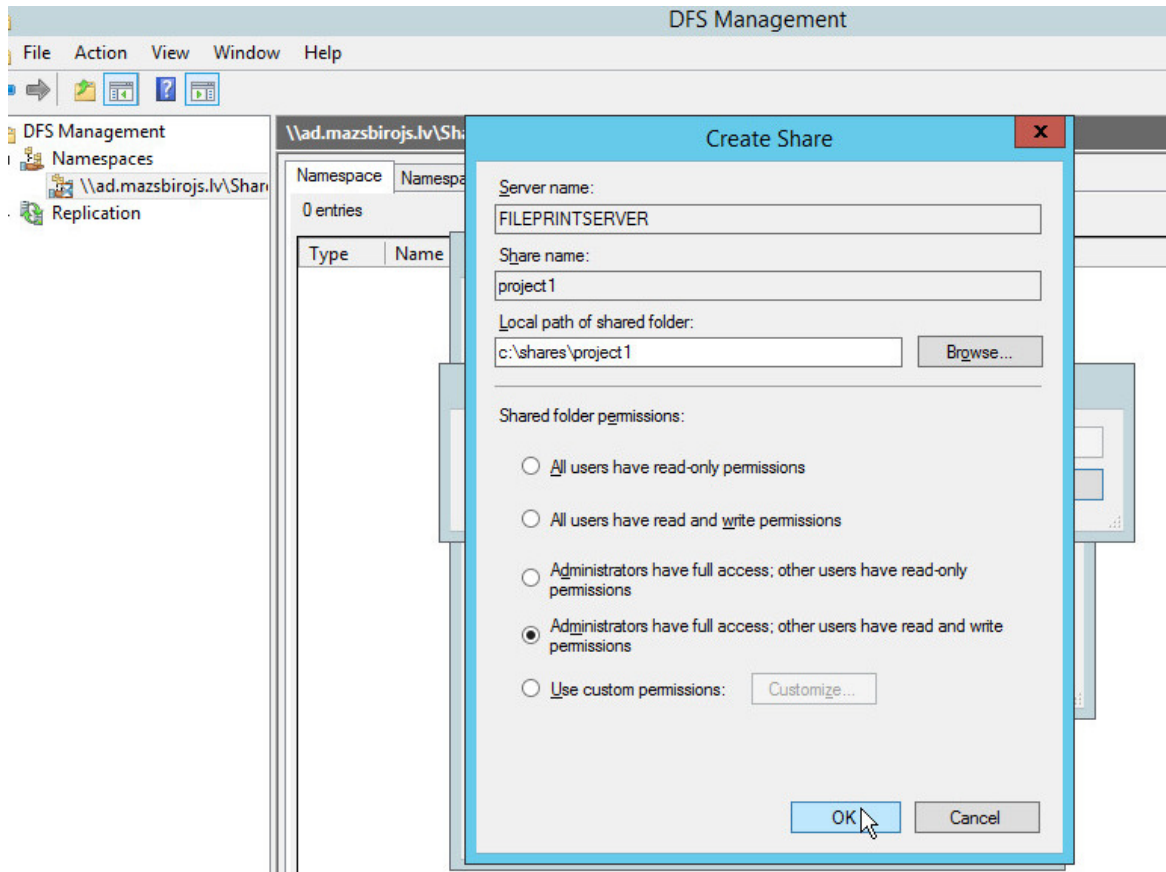 DFS Management
File Action View Window Help
DFS Management
Namespaces
\\ad.mazsbirojs.lv\Shar
Replication
\\ad.mazsbirojs.lv\Sha
Namespace Namespa
0 entries
Type Name
Create Share
x
Server name:
FILEPRINTSERVER
Share name:
project1
Local path of shared folder:
c:\shares\project1
Browse...
Shared folder permissions:
All users have read-only permissions
All users have read and write permissions
Administrators have full access; other users have read-only
permissions
Administrators have full access; other users have read and write
permissions
Use custom permissions: Customize...
OK Cancel